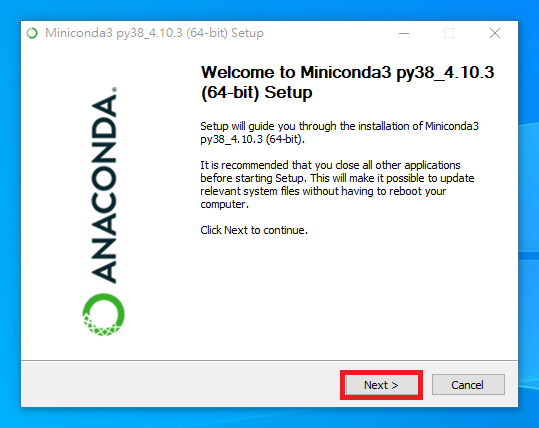 Miniconda3 py38_4.10.3 (64-bit) Setup
Welcome to Miniconda3 py38_4.10.3
(64-bit) Setup
Setup will guide you through the installation of Miniconda3
py38_4.10.3 (64-bit).
It is recommended that you close all other applications
before starting Setup. This will make it possible to update
relevant system files without having to reboot your
computer.
Click Next to continue.
ANACONDA.
Next >
Cancel